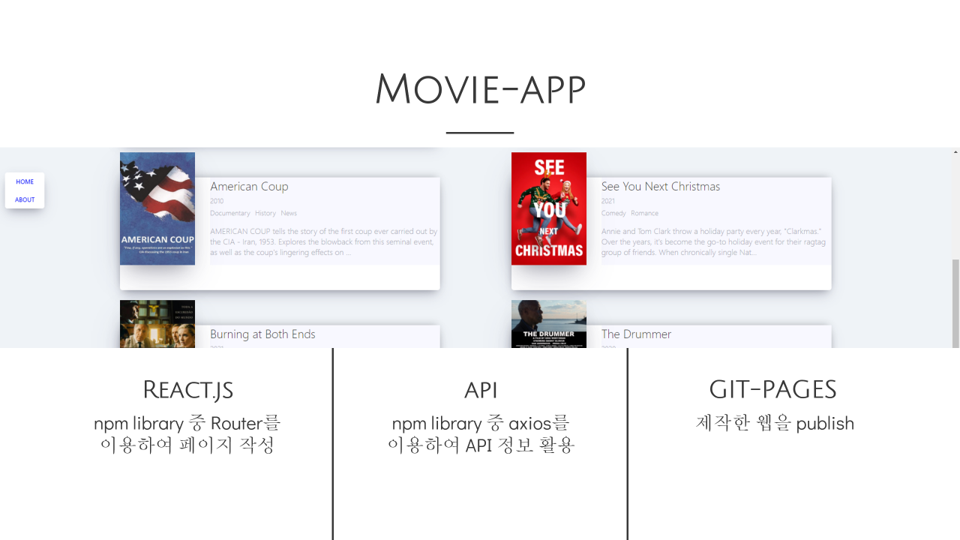 MOVIE-APP
HOME
ABOUT
AMERICAN COUP
American Coup
2010
Documentary History News
AMERICAN COUP tells the story of the first coup ever carried out by
the CIA - Iran, 1953. Explores the blowback from this seminal event,
as well as the coup's lingering effects on ...
SEE
YOU
NEXT
CHRISTMAS
See You Next Christmas
2021
Comedy Romance
Annie and Tom Clark throw a holiday party every year, "Clarkmas."
Over the years, it's become the go-to holiday event for their ragtag
group of friends. When chronically single Nat...
Burning at Both Ends
THE DRUMMER
The Drummer
REACT.JS
npm library 중 Router를
이용하여 페이지 작성
API
npm library 중 axios를
이용하여 API 정보 활용
GIT-PAGES
제작한 웹을 publish